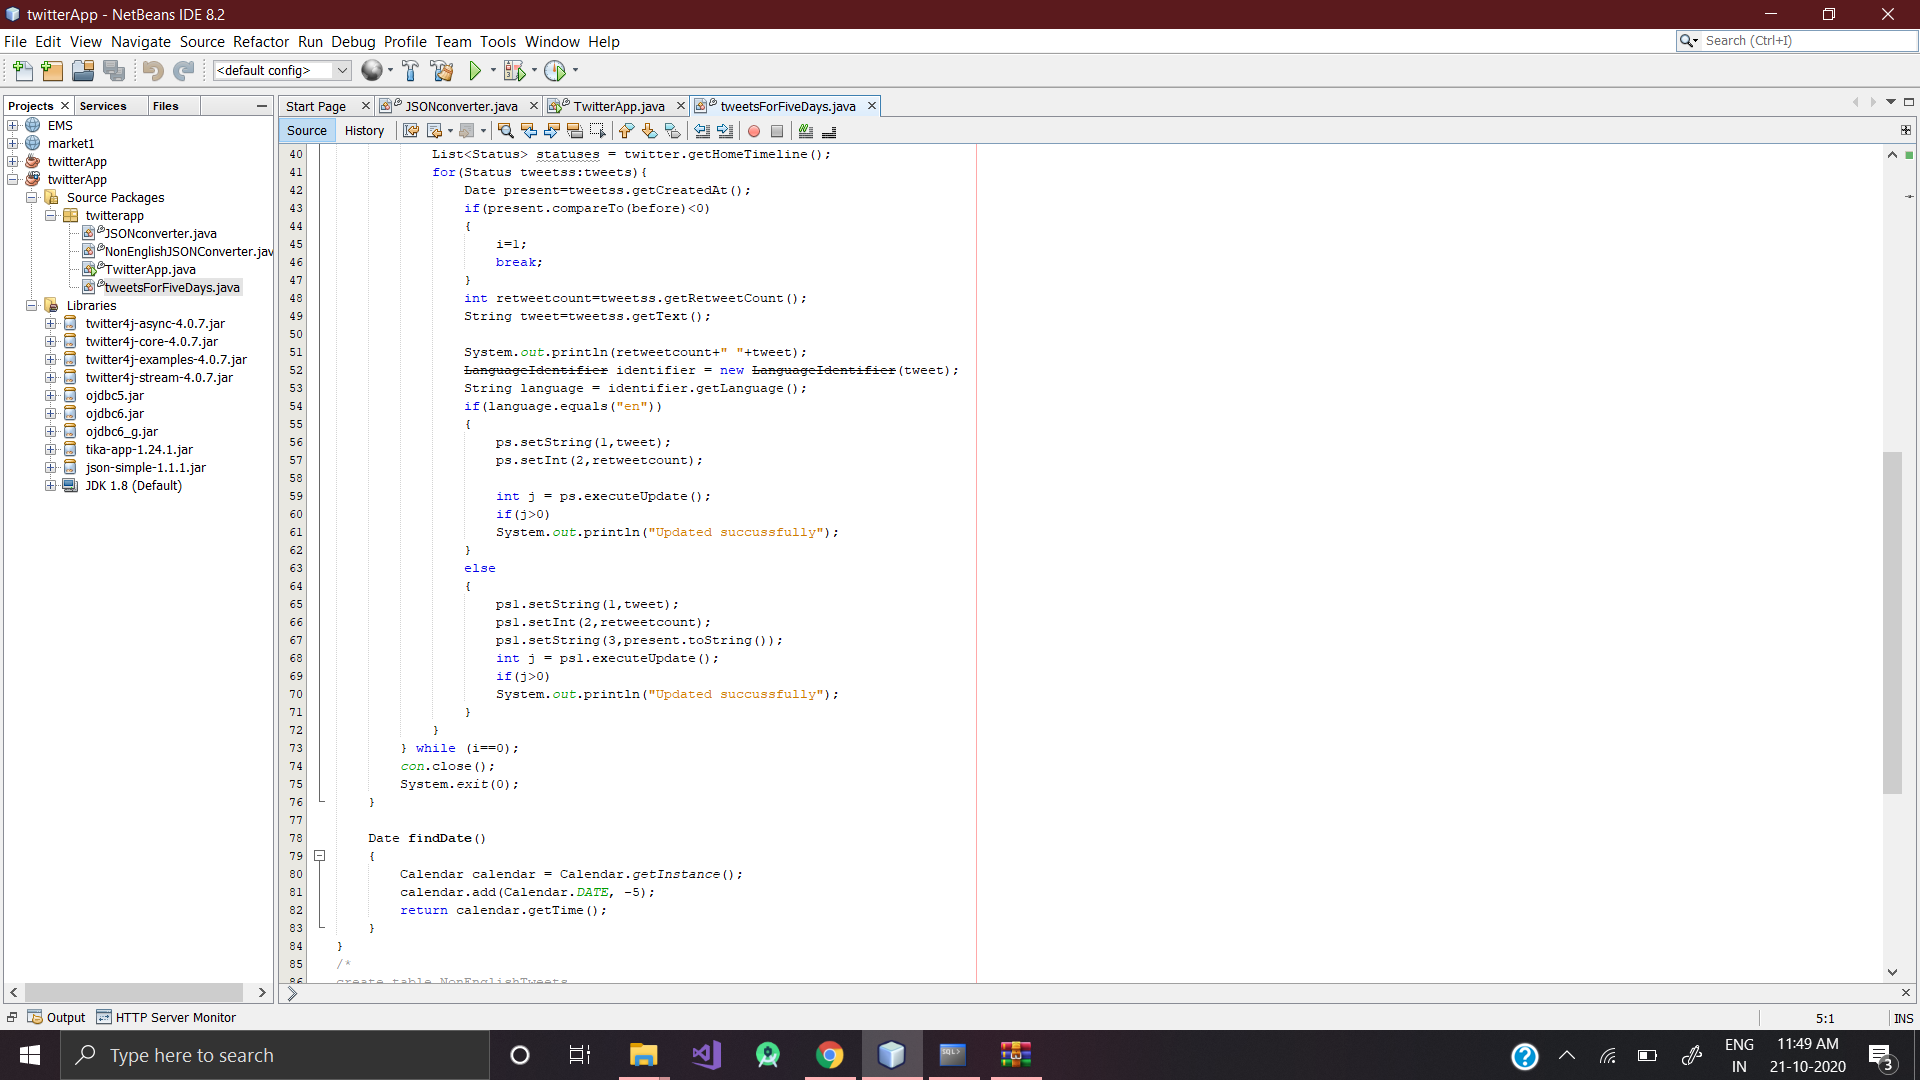 twitterApp - NetBeans IDE 8.2
File Edit View Navigate Source Refactor Run Debug Profile Team Tools Window Help
Search (Ctrl+I)
<default config>
Projects Services Files
Start Page JSONconverter.java TwitterApp.java tweetsForFiveDays.java
Source History
EMS
market1
twitterApp
twitterApp
Source Packages
twitterapp
JSONconverter.java
NonEnglishJSONConverter.jav
TwitterApp.java
tweetsForFiveDays.java
Libraries
twitter4j-async-4.0.7.jar
twitter4j-core-4.0.7.jar
twitter4j-examples-4.0.7.jar
twitter4j-stream-4.0.7.jar
ojdbc5.jar
ojdbc6.jar
ojdbc6_g.jar
tika-app-1.24.1.jar
json-simple-1.1.1.jar
JDK 1.8 (Default)
40 List<Status> statuses = twitter.getHomeTimeline();
41 for(Status tweetss:tweets){
42 Date present=tweetss.getCreatedAt();
43 if(present.compareTo(before)<0)
44 {
45 i=1;
46 break;
47 }
48 int retweetcount=tweetss.getRetweetCount();
49 String tweet=tweetss.getText();
50
51 System.out.println(retweetcount+" "+tweet);
52 LanguageIdentifier identifier = new LanguageIdentifier(tweet);
53 String language = identifier.getLanguage();
54 if(language.equals("en"))
55 {
56 ps.setString(1,tweet);
57 ps.setInt(2,retweetcount);
58
59 int j = ps.executeUpdate();
60 if(j>0)
61 System.out.println("Updated succussfully");
62 }
63 else
64 {
65 ps1.setString(1,tweet);
66 ps1.setInt(2,retweetcount);
67 ps1.setString(3,present.toString());
68 int j = ps1.executeUpdate();
69 if(j>0)
70 System.out.println("Updated succussfully");
71 }
72 }
73 } while (i==0);
74 con.close();
75 System.exit(0);
76 }
77
78 Date findDate()
79 {
80 Calendar calendar = Calendar.getInstance();
81 calendar.add(Calendar.DATE, -5);
82 return calendar.getTime();
83 }
84 }
85 /*
86 create table NonEnglishTweets
Output HTTP Server Monitor
5:1 INS
Type here to search
SQL>
ENG
IN
11:49 AM
21-10-2020
3